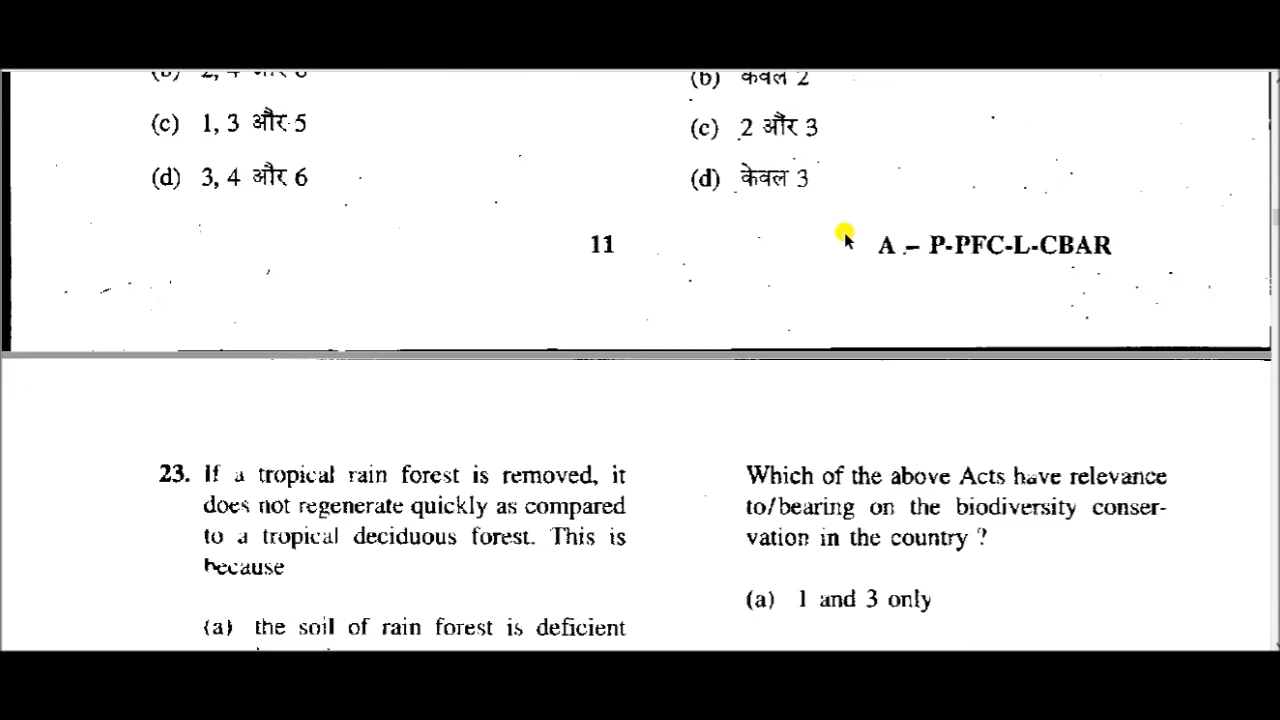 (c) 1, 3 और 5
(d) 3, 4 और 6
(b) केवल 2
(c) 2 और 3
(d) केवल 3
11
A – P-PFC-L-CBAR
23. If a tropical rain forest is removed, it
does not regenerate quickly as compared
to a tropical deciduous forest. This is
because
(a) the soil of rain forest is deficient
Which of the above Acts have relevance
to/bearing on the biodiversity conser-
vation in the country ?
(a) 1 and 3 only